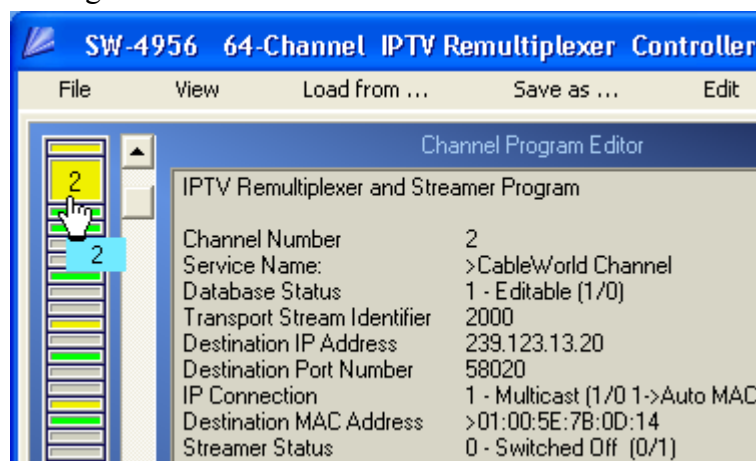 SW-4956 64-Channel IPTV Remultiplexer Controller
File View Load from ... Save as ... Edit
Channel Program Editor
2
2
IPTV Remultiplexer and Streamer Program
Channel Number 2
Service Name: >CableWorld Channel
Database Status 1 - Editable (1/0)
Transport Stream Identifier 2000
Destination IP Address 239.123.13.20
Destination Port Number 58020
IP Connection 1 - Multicast (1/0 1->Auto MAC
Destination MAC Address >01:00:5E:7B:0D:14
Streamer Status 0 - Switched Off (0/1)